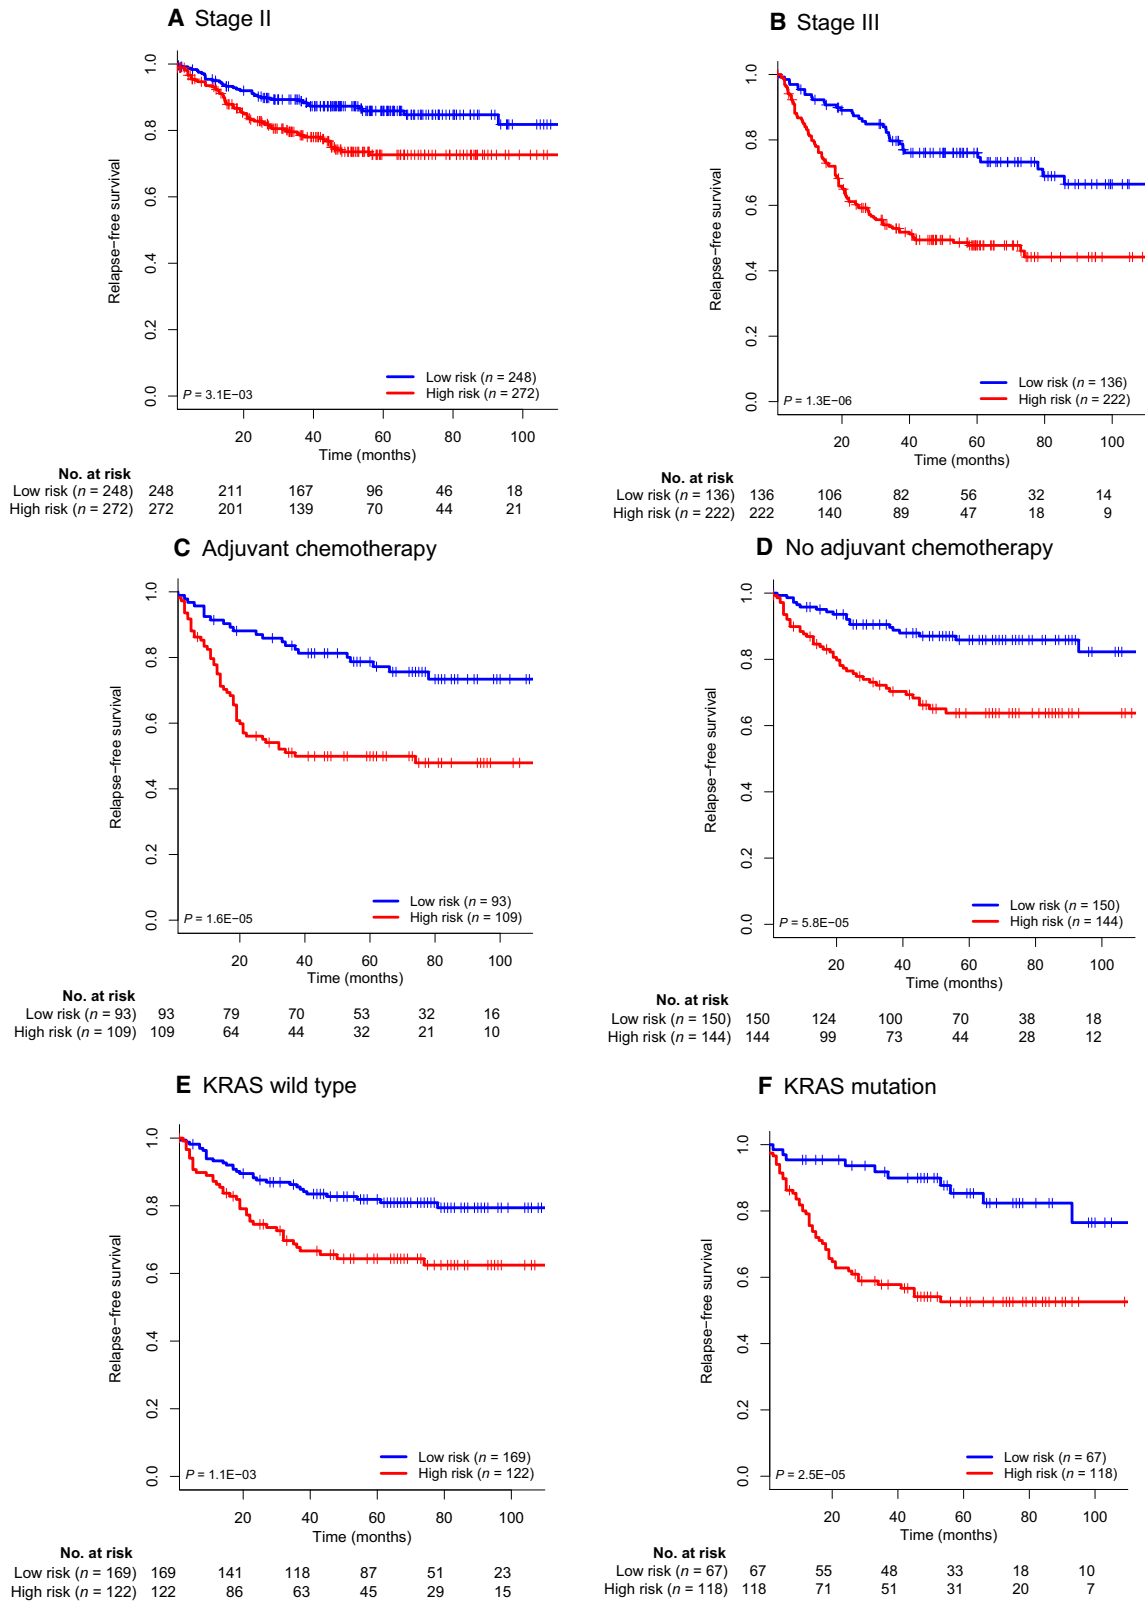 A Stage II
1.0
0.8
0.6
0.4
0.2
0.0
Relapse−free survival
Low risk (n = 248)
High risk (n = 272)
P = 3.1E−03
20 40 60 80 100
Time (months)
No. at risk
Low risk (n = 248) 248 211 167 96 46 18
High risk (n = 272) 272 201 139 70 44 21
B Stage III
1.0
0.8
0.6
0.4
0.2
0.0
Relapse−free survival
Low risk (n = 136)
High risk (n = 222)
P = 1.3E−06
20 40 60 80 100
Time (months)
No. at risk
Low risk (n = 136) 136 106 82 56 32 14
High risk (n = 222) 222 140 89 47 18 9
C Adjuvant chemotherapy
1.0
0.8
0.6
0.4
0.2
0.0
Relapse−free survival
Low risk (n = 93)
High risk (n = 109)
P = 1.6E−05
20 40 60 80 100
Time (months)
No. at risk
Low risk (n = 93) 93 79 70 53 32 16
High risk (n = 109) 109 64 44 32 21 10
D No adjuvant chemotherapy
1.0
0.8
0.6
0.4
0.2
0.0
Relapse−free survival
Low risk (n = 150)
High risk (n = 144)
P = 5.8E−05
20 40 60 80 100
Time (months)
No. at risk
Low risk (n = 150) 150 124 100 70 38 18
High risk (n = 144) 144 99 73 44 28 12
E KRAS wild type
1.0
0.8
0.6
0.4
0.2
0.0
Relapse−free survival
Low risk (n = 169)
High risk (n = 122)
P = 1.1E−03
20 40 60 80 100
Time (months)
No. at risk
Low risk (n = 169) 169 141 118 87 51 23
High risk (n = 122) 122 86 63 45 29 15
F KRAS mutation
1.0
0.8
0.6
0.4
0.2
0.0
Relapse−free survival
Low risk (n = 67)
High risk (n = 118)
P = 2.5E−05
20 40 60 80 100
Time (months)
No. at risk
Low risk (n = 67) 67 55 48 33 18 10
High risk (n = 118) 118 71 51 31 20 7